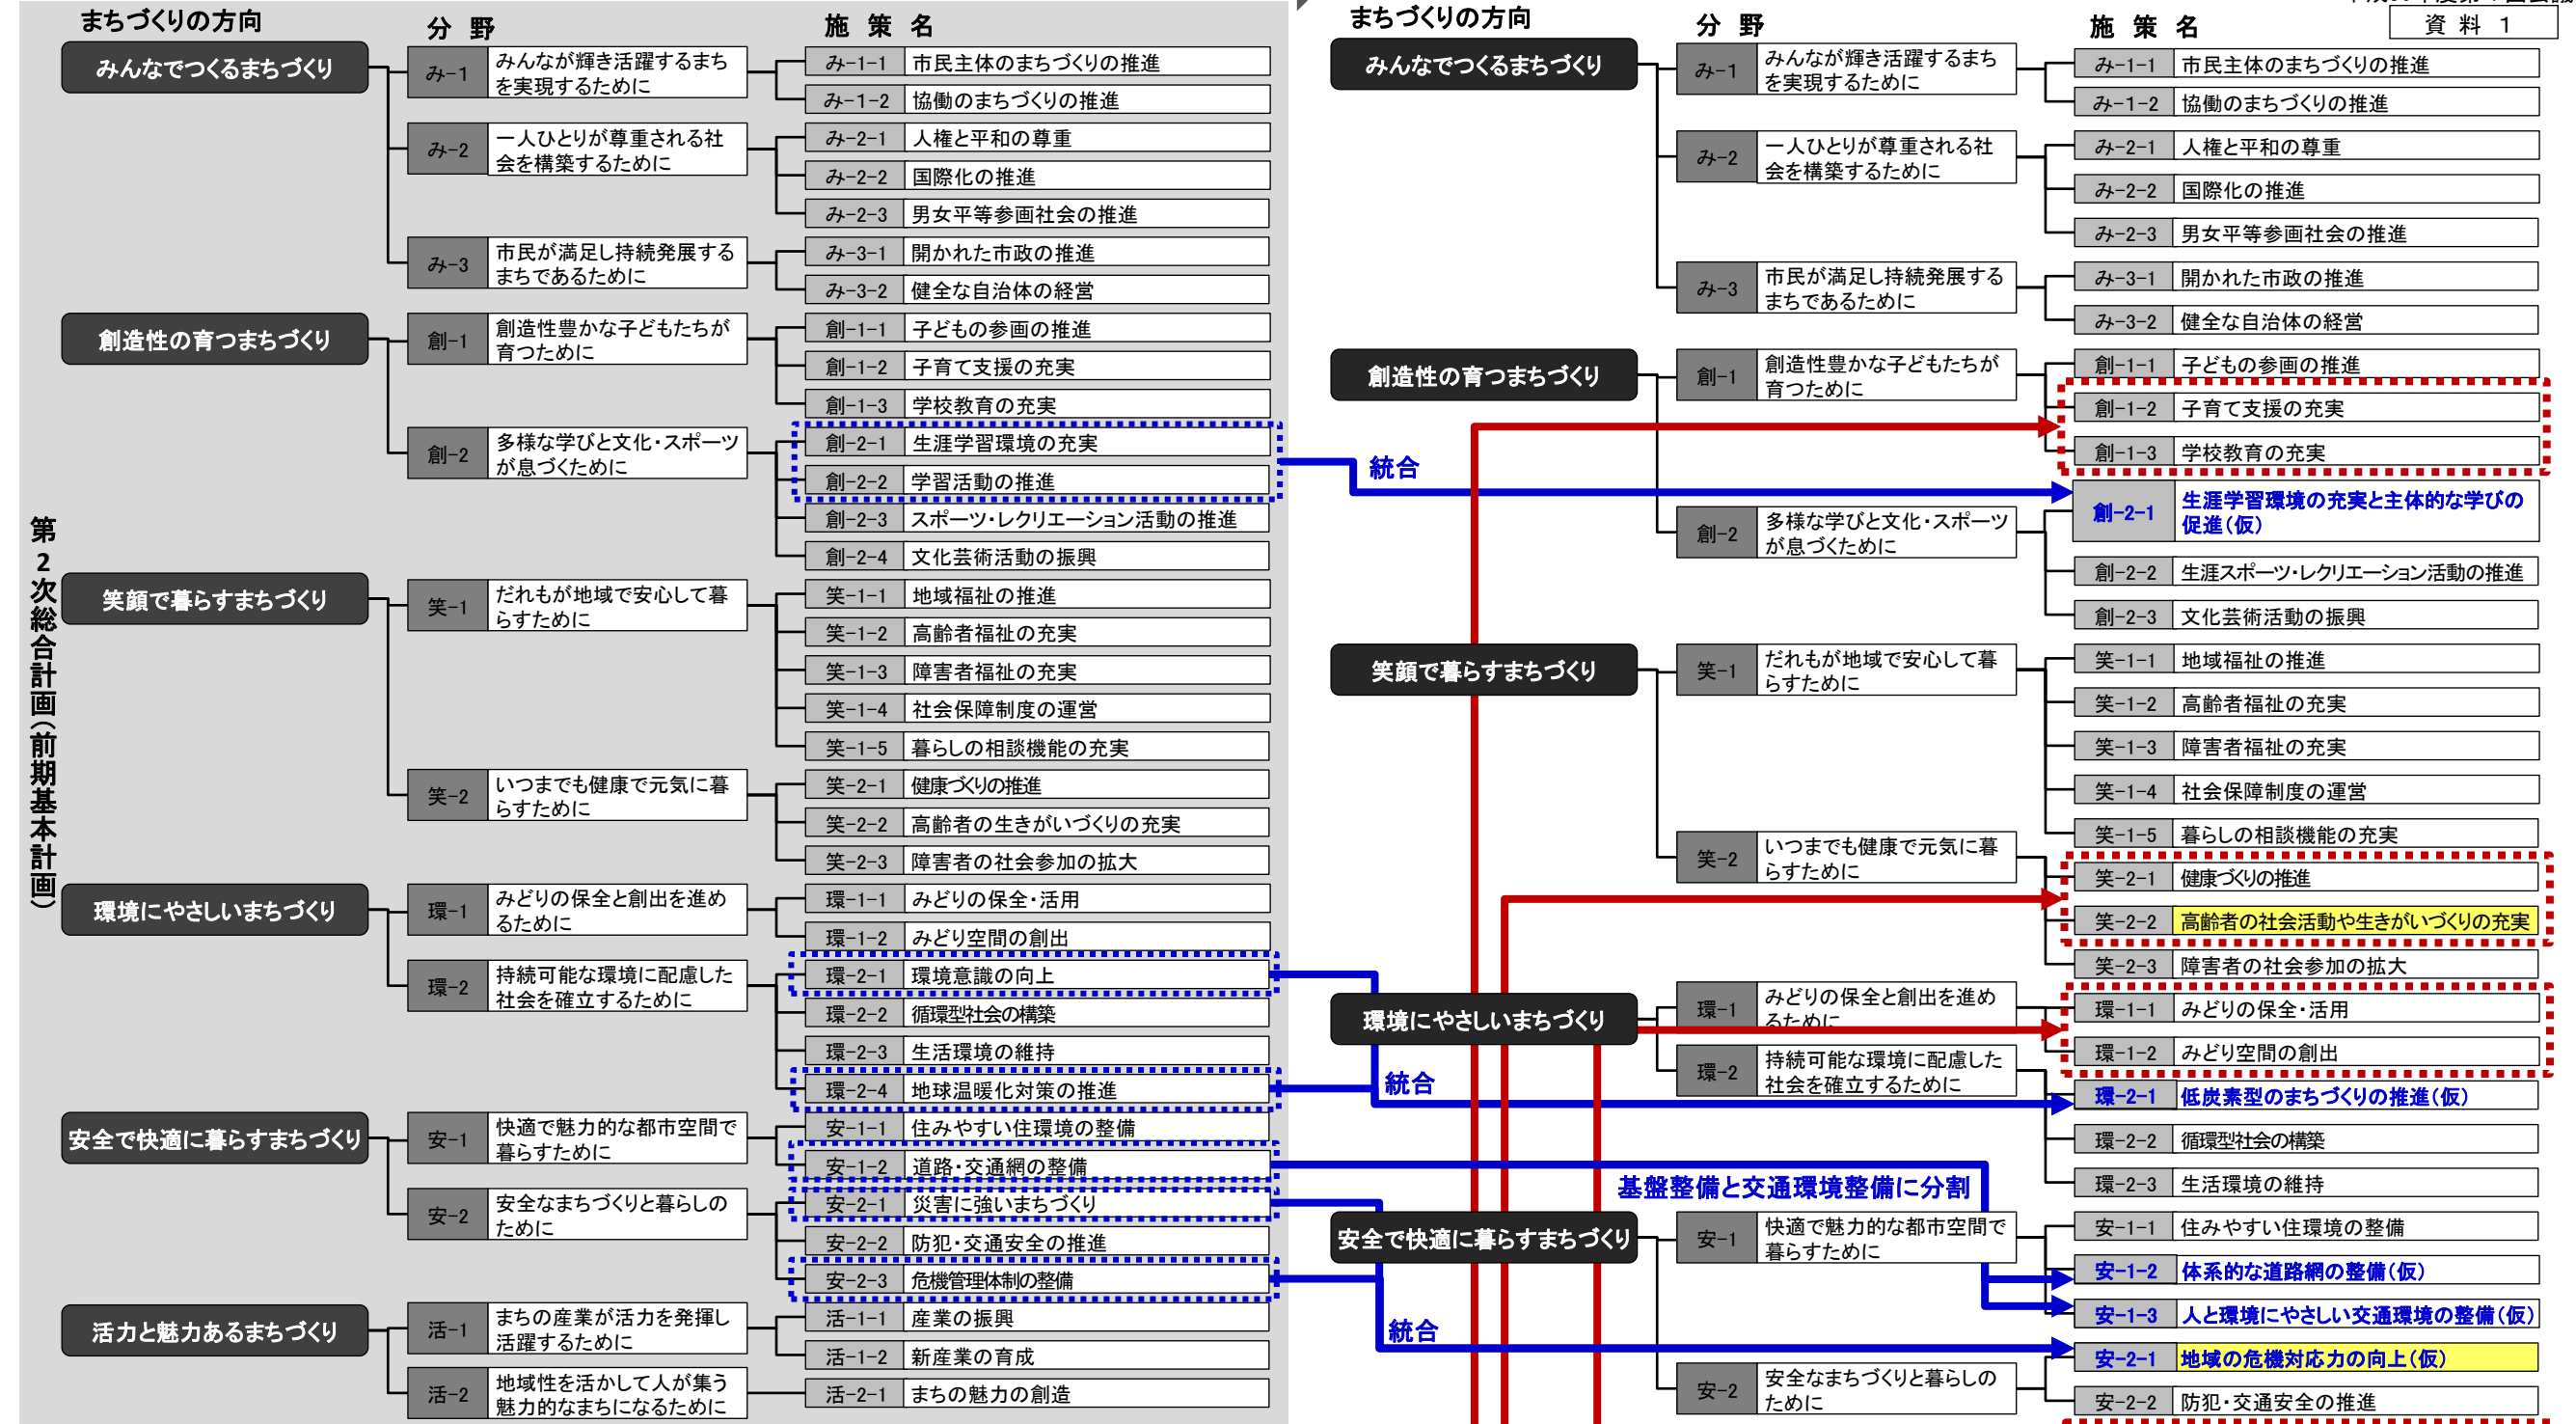 まちづくりの方向
分 野
施 策 名
第2次総合計画(前期基本計画)
みんなでつくるまちづくり
み-1
みんなが輝き活躍するまち
を実現するために
み-1-1 市民主体のまちづくりの推進
み-1-2 協働のまちづくりの推進
み-2
一人ひとりが尊重される社
会を構築するために
み-2-1 人権と平和の尊重
み-2-2 国際化の推進
み-2-3 男女平等参画社会の推進
み-3
市民が満足し持続発展する
まちであるために
み-3-1 開かれた市政の推進
み-3-2 健全な自治体の経営
創造性の育つまちづくり
創-1
創造性豊かな子どもたちが
育つために
創-1-1 子どもの参画の推進
創-1-2 子育て支援の充実
創-1-3 学校教育の充実
創-2
多様な学びと文化・スポーツ
が息づくために
創-2-1 生涯学習環境の充実
創-2-2 学習活動の推進
創-2-3 スポーツ・レクリエーション活動の推進
創-2-4 文化芸術活動の振興
笑顔で暮らすまちづくり
笑-1
だれもが地域で安心して暮
らすために
笑-1-1 地域福祉の推進
笑-1-2 高齢者福祉の充実
笑-1-3 障害者福祉の充実
笑-1-4 社会保障制度の運営
笑-1-5 暮らしの相談機能の充実
笑-2
いつまでも健康で元気に暮
らすために
笑-2-1 健康づくりの推進
笑-2-2 高齢者の生きがいづくりの充実
笑-2-3 障害者の社会参加の拡大
環境にやさしいまちづくり
環-1
みどりの保全と創出を進め
るために
環-1-1 みどりの保全・活用
環-1-2 みどり空間の創出
環-2
持続可能な環境に配慮した
社会を確立するために
環-2-1 環境意識の向上
環-2-2 循環型社会の構築
環-2-3 生活環境の維持
環-2-4 地球温暖化対策の推進
安全で快適に暮らすまちづくり
安-1
快適で魅力的な都市空間で
暮らすために
安-1-1 住みやすい住環境の整備
安-1-2 道路・交通網の整備
安-2
安全なまちづくりと暮らしの
ために
安-2-1 災害に強いまちづくり
安-2-2 防犯・交通安全の推進
安-2-3 危機管理体制の整備
活力と魅力あるまちづくり
活-1
まちの産業が活力を発揮し
活躍するために
活-1-1 産業の振興
活-1-2 新産業の育成
活-2
地域性を活かして人が集う
魅力的なまちになるために
活-2-1 まちの魅力の創造
統合
統合
基盤整備と交通環境整備に分割
統合
まちづくりの方向
分 野
施 策 名
資 料 1
みんなでつくるまちづくり
み-1
みんなが輝き活躍するまち
を実現するために
み-1-1 市民主体のまちづくりの推進
み-1-2 協働のまちづくりの推進
み-2
一人ひとりが尊重される社
会を構築するために
み-2-1 人権と平和の尊重
み-2-2 国際化の推進
み-2-3 男女平等参画社会の推進
み-3
市民が満足し持続発展する
まちであるために
み-3-1 開かれた市政の推進
み-3-2 健全な自治体の経営
創造性の育つまちづくり
創-1
創造性豊かな子どもたちが
育つために
創-1-1 子どもの参画の推進
創-1-2 子育て支援の充実
創-1-3 学校教育の充実
創-2
多様な学びと文化・スポーツ
が息づくために
創-2-1 生涯学習環境の充実と主体的な学びの
促進(仮)
創-2-2 生涯スポーツ・レクリエーション活動の推進
創-2-3 文化芸術活動の振興
笑顔で暮らすまちづくり
笑-1
だれもが地域で安心して暮
らすために
笑-1-1 地域福祉の推進
笑-1-2 高齢者福祉の充実
笑-1-3 障害者福祉の充実
笑-1-4 社会保障制度の運営
笑-1-5 暮らしの相談機能の充実
笑-2
いつまでも健康で元気に暮
らすために
笑-2-1 健康づくりの推進
笑-2-2 高齢者の社会活動や生きがいづくりの充実
笑-2-3 障害者の社会参加の拡大
環境にやさしいまちづくり
環-1
みどりの保全と創出を進め
るために
環-1-1 みどりの保全・活用
環-1-2 みどり空間の創出
環-2
持続可能な環境に配慮した
社会を確立するために
環-2-1 低炭素型のまちづくりの推進(仮)
環-2-2 循環型社会の構築
環-2-3 生活環境の維持
安全で快適に暮らすまちづくり
安-1
快適で魅力的な都市空間で
暮らすために
安-1-1 住みやすい住環境の整備
安-1-2 体系的な道路網の整備(仮)
安-1-3 人と環境にやさしい交通環境の整備(仮)
安-2
安全なまちづくりと暮らしの
ために
安-2-1 地域の危機対応力の向上(仮)
安-2-2 防犯・交通安全の推進